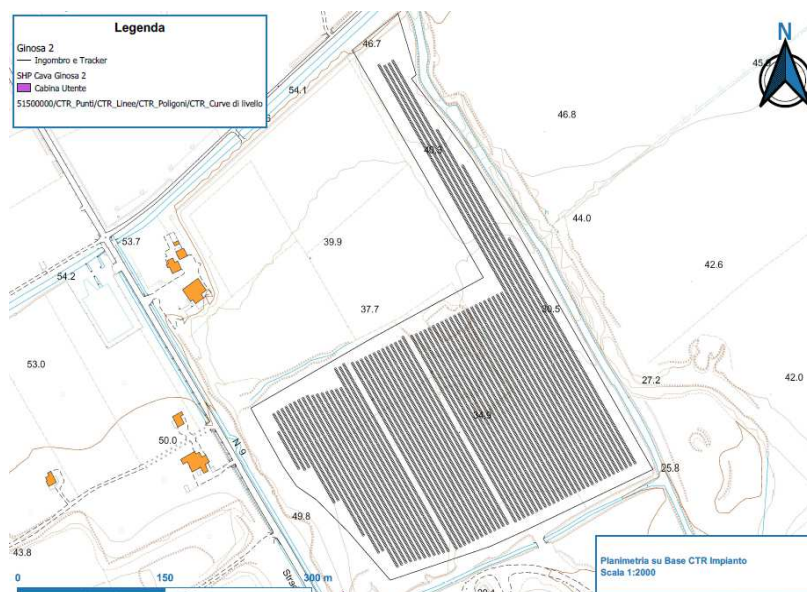 Legenda
Ginosa 2
Ingombro e Tracker
SHP Cava Ginosa 2
Cabina Utente
51500000/CTR_Punti/CTR_Linee/CTR_Poligoni/CTR_Curve di livello
N
46.7
54.1
46.8
44.0
39.9
53.7
54.2
42.6
37.7
30.5
53.0
27.2
42.0
34.9
50.0
N. 9
25.8
49.8
43.8
0
150
300 m
Planimetria su Base CTR Impianto
Scala 1:2000